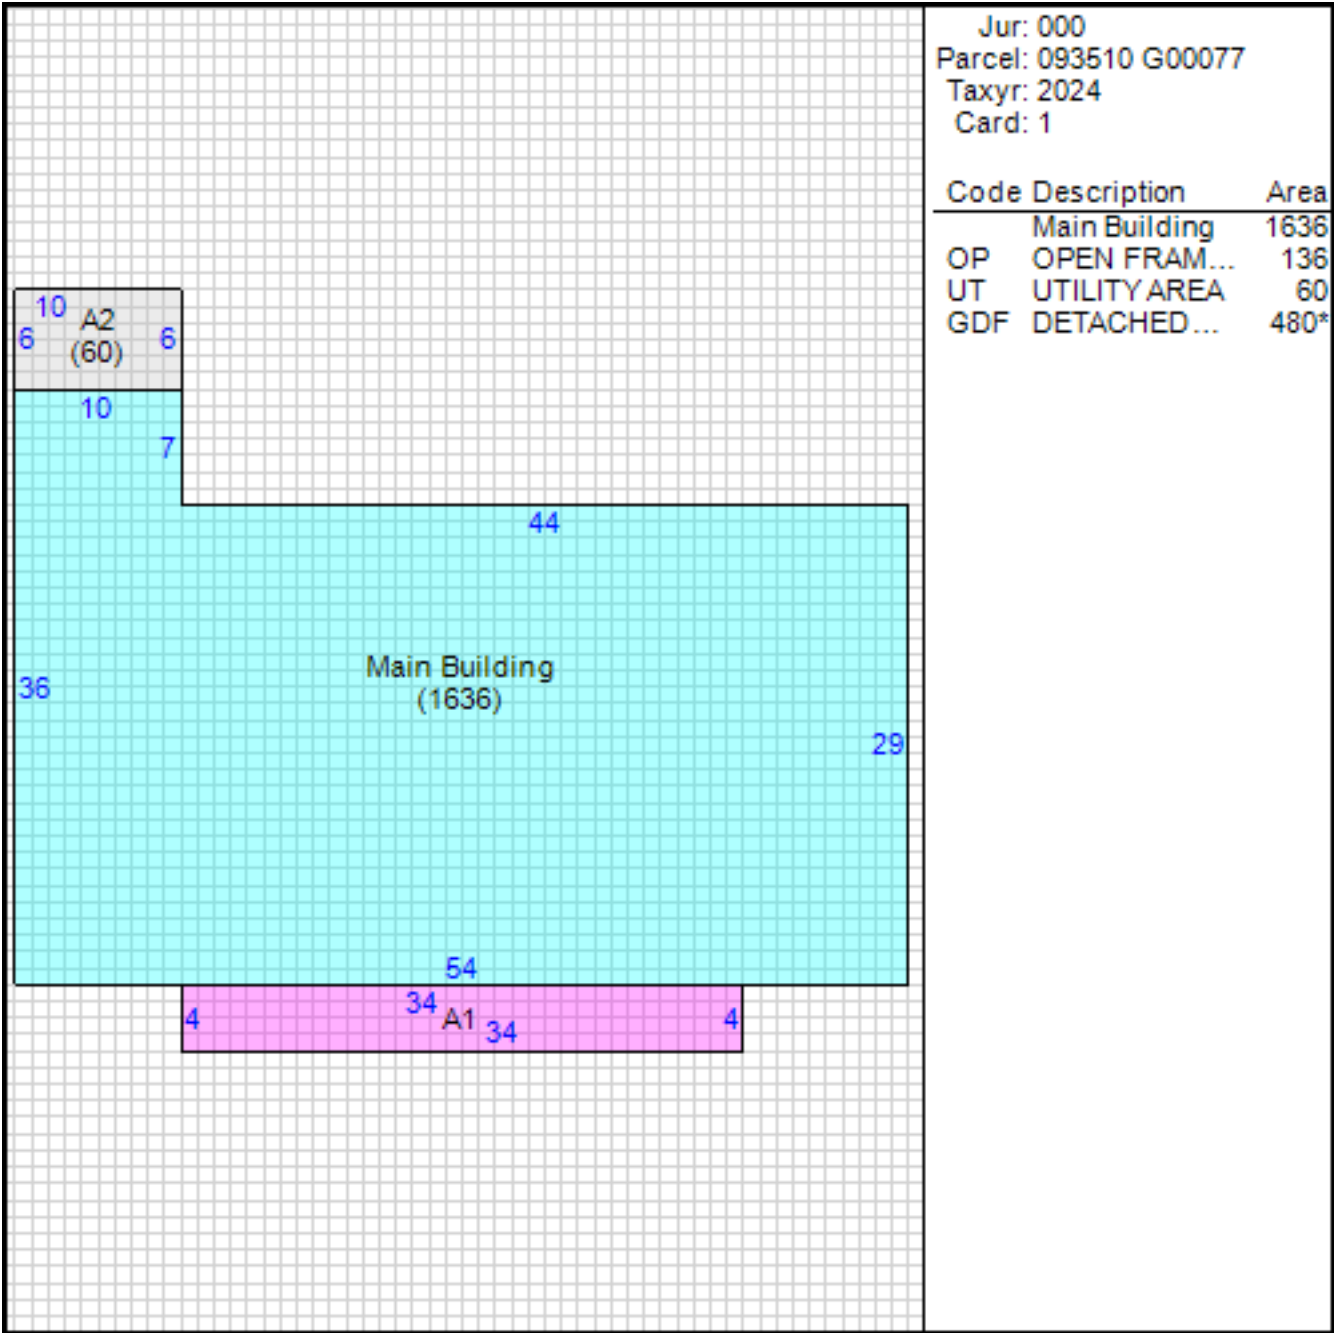 Jur: 000
Parcel: 093510 G00077
Taxyr: 2024
Card: 1
Code Description Area
Main Building 1636
OP OPEN FRAM... 136
UT UTILITY AREA 60
GDF DETACHED... 480*
10
A2
6 (60) 6
10
7
44
Main Building
36 (1636)
29
54
34
4 A1 4
34